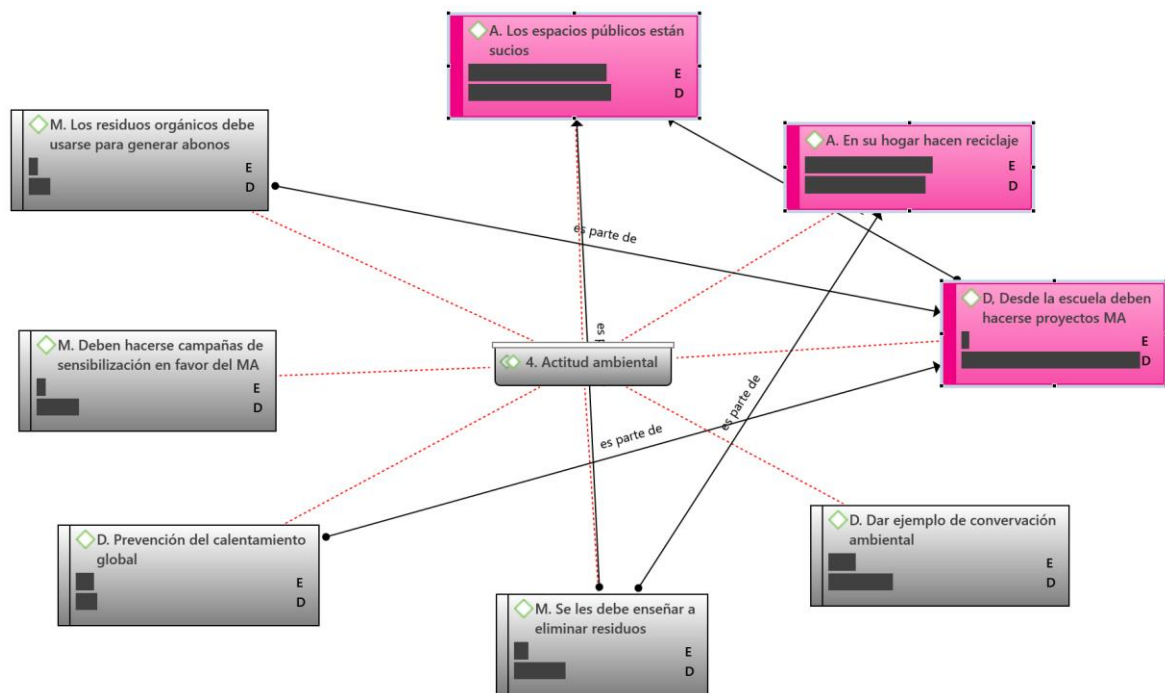 A. Los espacios públicos están
sucios
E
D
M. Los residuos orgánicos debe
usarse para generar abonos
E
D
A. En su hogar hacen reciclaje
E
D
es parte de
D, Desde la escuela deben
hacerse proyectos MA
E
D
M. Deben hacerse campañas de
sensibilización en favor del MA
E
D
4. Actitud ambiental
es p
es parte de
es parte de
D. Prevención del calentamiento
global
E
D
D. Dar ejemplo de convervación
ambiental
E
D
M. Se les debe enseñar a
eliminar residuos
E
D